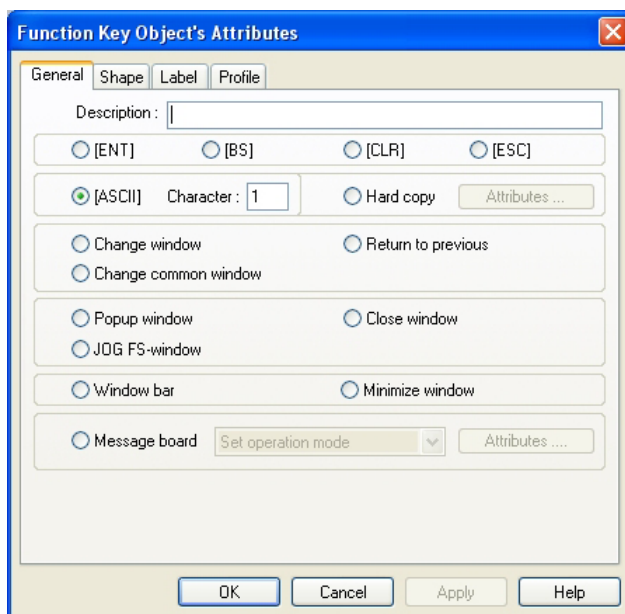 Function Key Object's Attributes
General Shape Label Profile
Description :
[ENT] [BS] [CLR] [ESC]
[ASCII] Character : 1 Hard copy Attributes ...
Change window Return to previous
Change common window
Popup window Close window
JOG FS-window
Window bar Minimize window
Message board Set operation mode Attributes ....
OK Cancel Apply Help